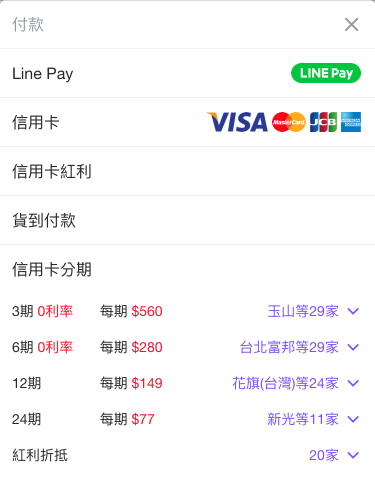 付款
Line Pay LINE Pay
信用卡 VISA MasterCard JCB AMERICAN EXPRESS
信用卡紅利
貨到付款
信用卡分期
3期 0利率 每期 $560 玉山等29家
6期 0利率 每期 $280 台北富邦等29家
12期 每期 $149 花旗(台灣)等24家
24期 每期 $77 新光等11家
紅利折抵 20家